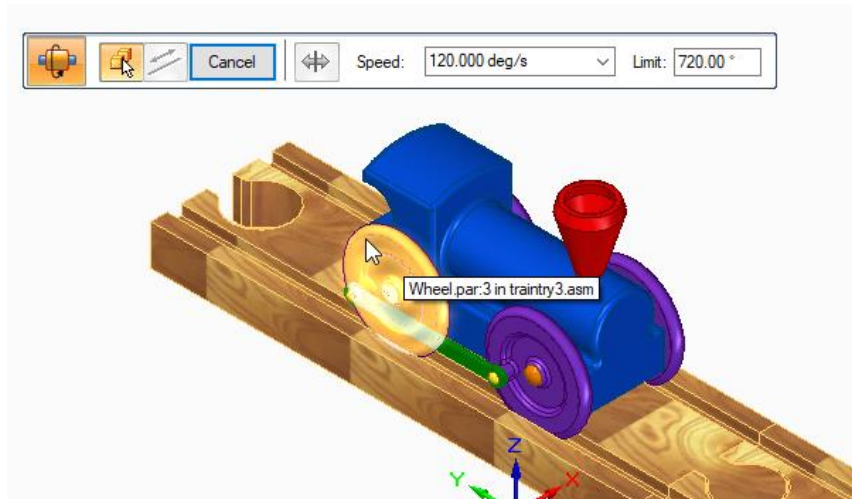 Cancel Speed: 120.000 deg/s Limit: 720.00 °
Wheel.par:3 in traintry3.asm
Z
Y X